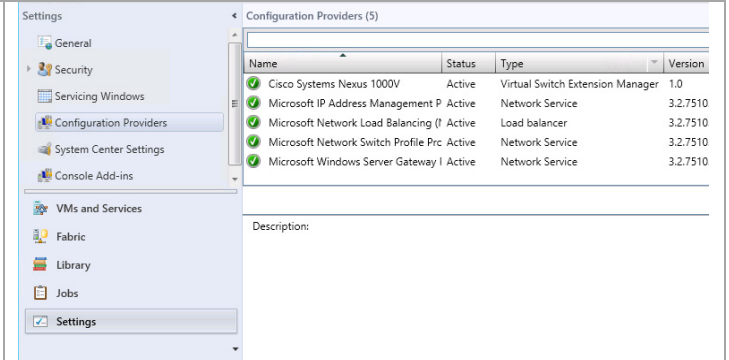 Settings
General
Security
Servicing Windows
Configuration Providers
System Center Settings
Console Add-ins
VMs and Services
Fabric
Library
Jobs
Settings
Configuration Providers (5)
Name Status Type Version
Cisco Systems Nexus 1000V Active Virtual Switch Extension Manager 1.0
Microsoft IP Address Management P Active Network Service 3.2.7510
Microsoft Network Load Balancing (N Active Load balancer 3.2.7510
Microsoft Network Switch Profile Prc Active Network Service 3.2.7510
Microsoft Windows Server Gateway I Active Network Service 3.2.7510
Description: